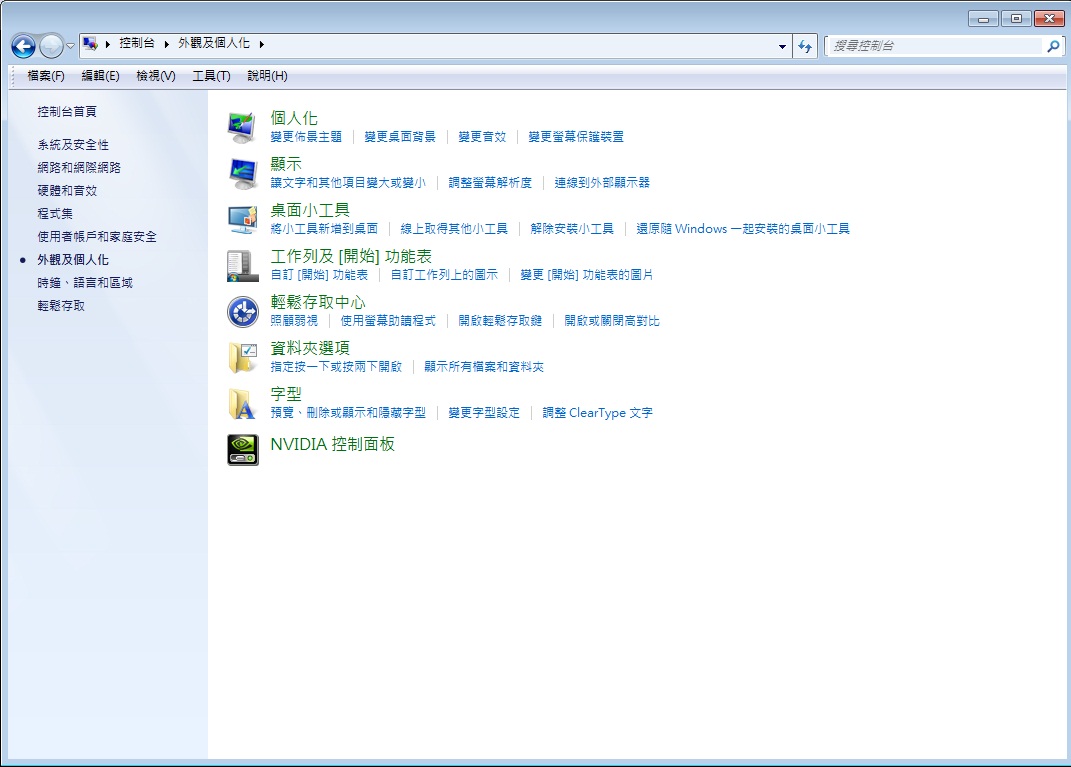 控制台 ▸ 外觀及個人化 ▸
搜尋控制台
檔案(F) 編輯(E) 檢視(V) 工具(T) 說明(H)
控制台首頁
系統及安全性
網路和網際網路
硬體和音效
程式集
使用者帳戶和家庭安全
外觀及個人化
時鐘、語言和區域
輕鬆存取
個人化
變更佈景主題 變更桌面背景 變更音效 變更螢幕保護裝置
顯示
讓文字和其他項目變大或變小 調整螢幕解析度 連線到外部顯示器
桌面小工具
將小工具新增到桌面 線上取得其他小工具 解除安裝小工具 還原隨 Windows 一起安裝的桌面小工具
工作列及 [開始] 功能表
自訂 [開始] 功能表 自訂工作列上的圖示 變更 [開始] 功能表的圖片
輕鬆存取中心
照顧弱視 使用螢幕助讀程式 開啟輕鬆存取鍵 開啟或關閉高對比
資料夾選項
指定按一下或按兩下開啟 顯示所有檔案和資料夾
字型
預覽、刪除或顯示和隱藏字型 變更字型設定 調整 ClearType 文字
NVIDIA 控制面板